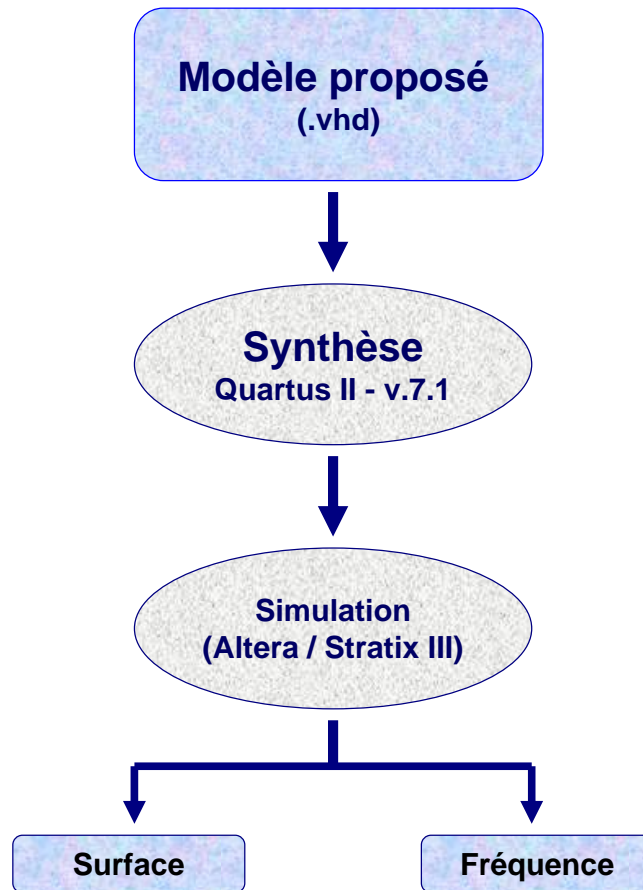 Modèle proposé
(.vhd)
Synthèse
Quartus II - v.7.1
Simulation
(Altera / Stratix III)
Surface
Fréquence